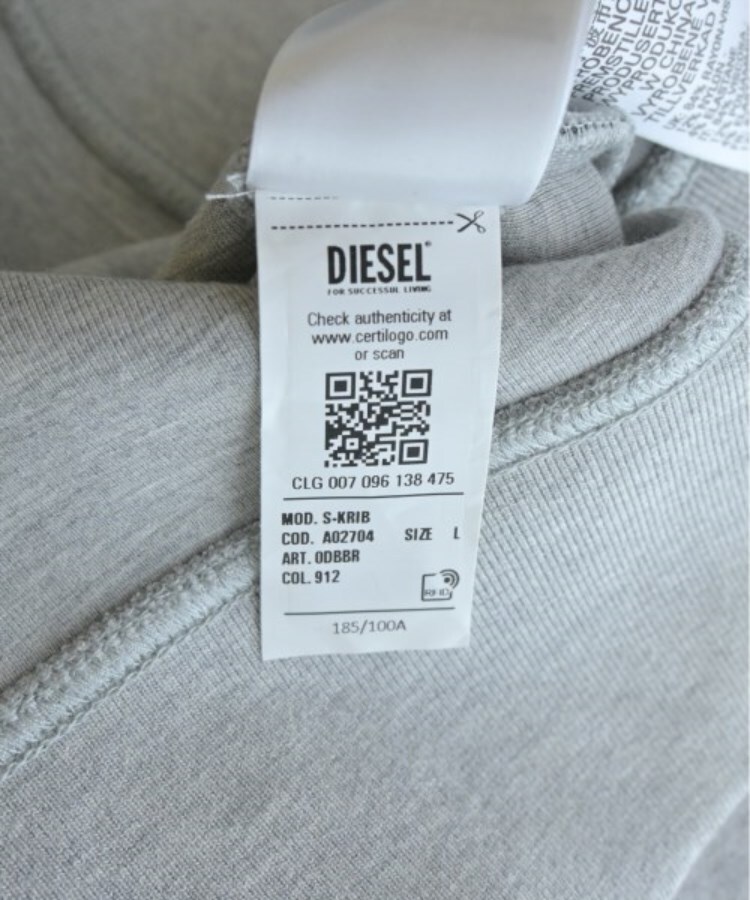 DIESEL®
FOR SUCCESSFUL LIVING
Check authenticity at
www.certilogo.com
or scan
CLG 007 096 138 475
MOD. S-KRIB
COD. A02704 SIZE L
ART. 0DBBR
COL. 912
RFID
185/100A